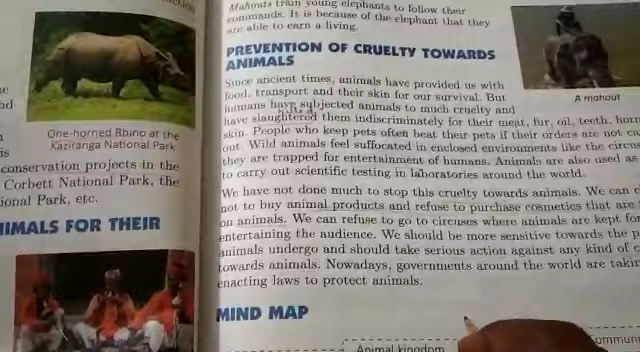 ction
One-horned Rhino at the
Kaziranga National Park
nd
is
conservation projects in the
Corbett National Park, the
ional Park, etc.
IMALS FOR THEIR
Mahouts train young elephants to follow their
commands. It is because of the elephant that they
are able to earn a living.
PREVENTION OF CRUELTY TOWARDS
ANIMALS
Since ancient times, animals have provided us with
food, transport and their skin for our survival. But
humans have subjected animals to much cruelty and
have slaughtered them indiscriminately for their meat, fur, oil, teeth, horn
skin. People who keep pets often beat their pets if their orders are not
out. Wild animals feel suffocated in enclosed environments like the circus
they are trapped for entertainment of humans. Animals are also used as
to carry out scientific testing in laboratories around the world.
We have not done much to stop this cruelty towards animals. We can
not to buy animal products and refuse to purchase cosmetics that are
on animals. We can refuse to go to circuses where animals are kept for
entertaining the audience. We should be more sensitive towards the p
animals undergo and should take serious action against any kind of c
towards animals. Nowadays, governments around the world are takin
enacting laws to protect animals.
MIND MAP
Animal kingdom
ommun
A mahout